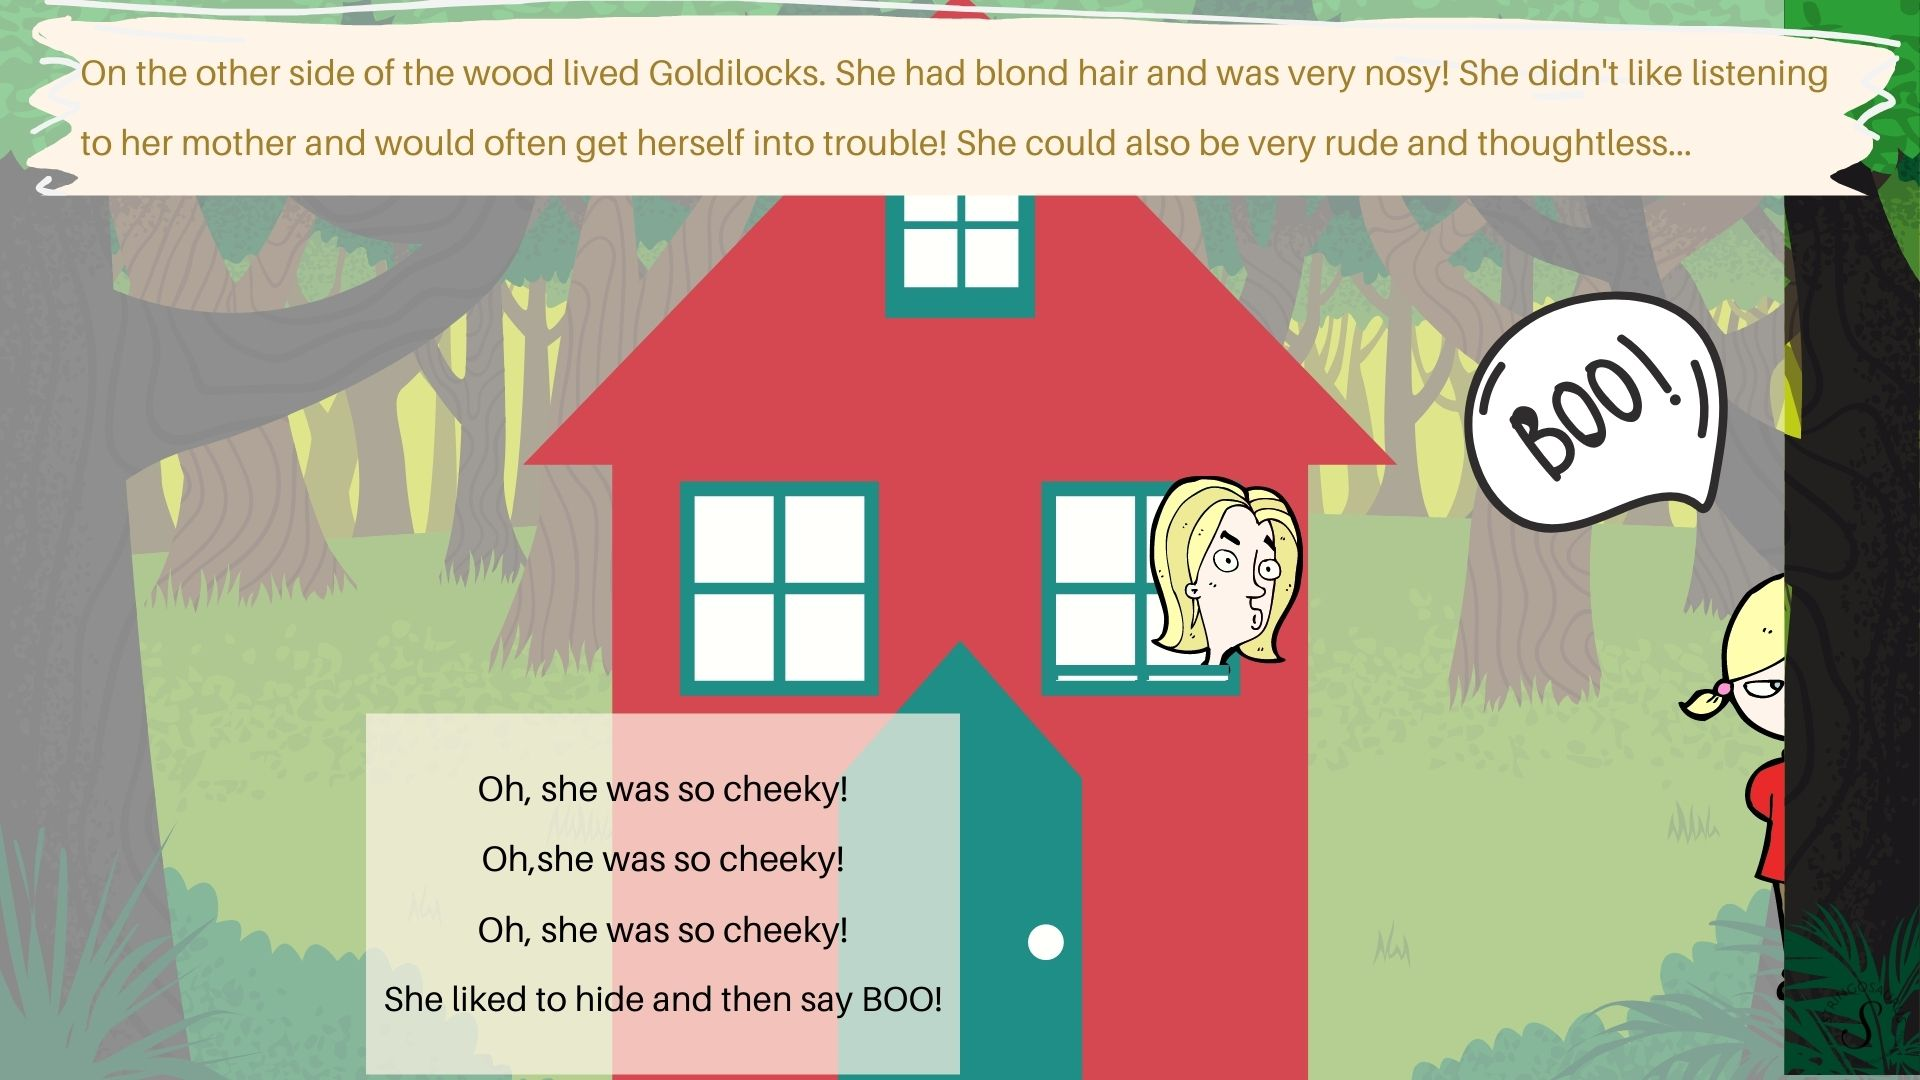 On the other side of the wood lived Goldilocks. She had blond hair and was very nosy! She didn't like listening
to her mother and would often get herself into trouble! She could also be very rude and thoughtless...
BOO!
Oh, she was so cheeky!
Oh,she was so cheeky!
Oh, she was so cheeky!
She liked to hide and then say BOO!